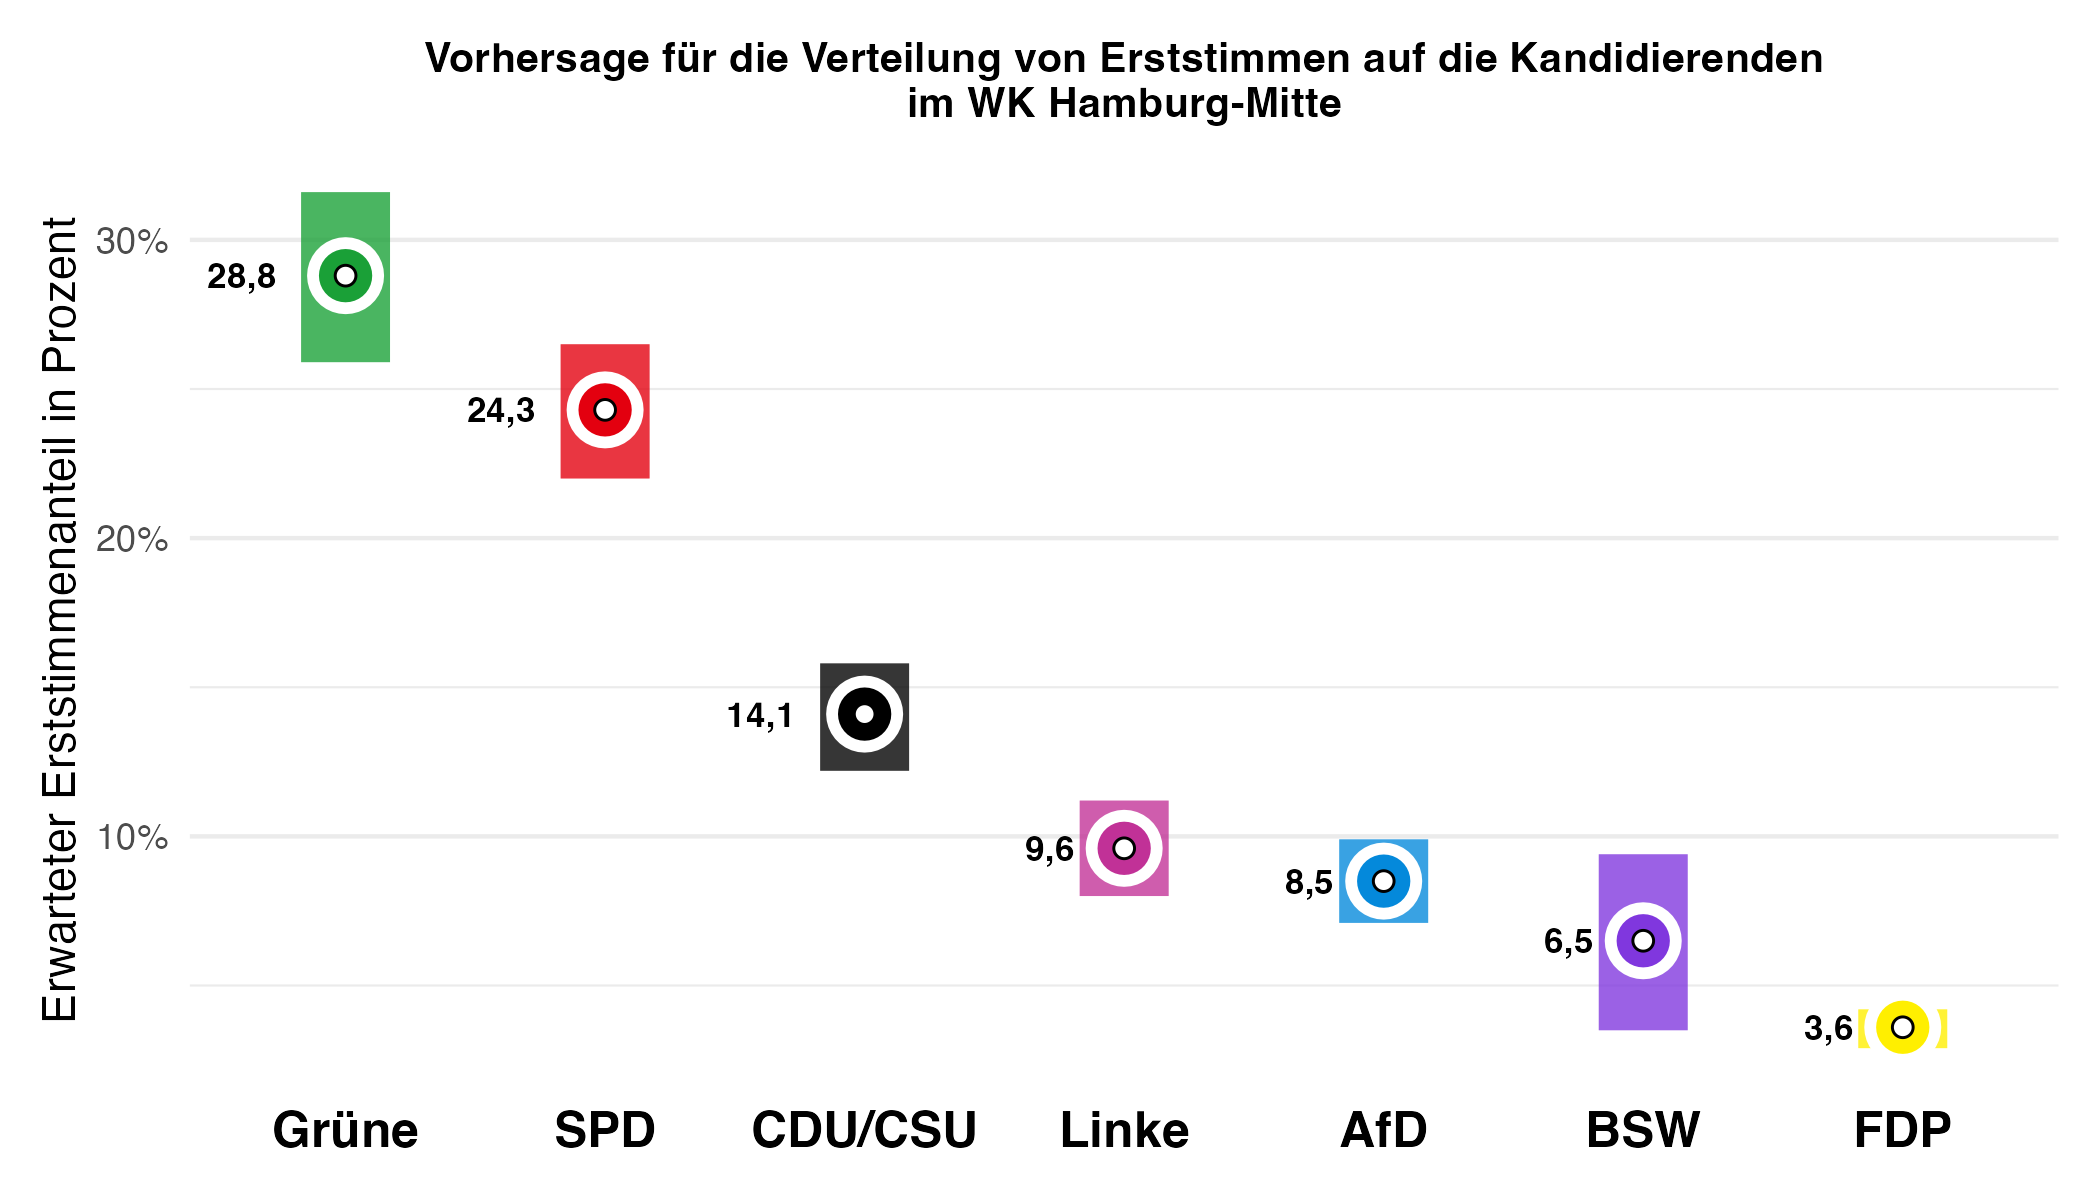 Vorhersage für die Verteilung von Erststimmen auf die Kandidierenden
im WK Hamburg-Mitte
Erwarteter Erststimmenanteil in Prozent
30%
20%
10%
28,8
24,3
14,1
9,6
8,5
6,5
3,6
Grüne
SPD
CDU/CSU
Linke
AfD
BSW
FDP